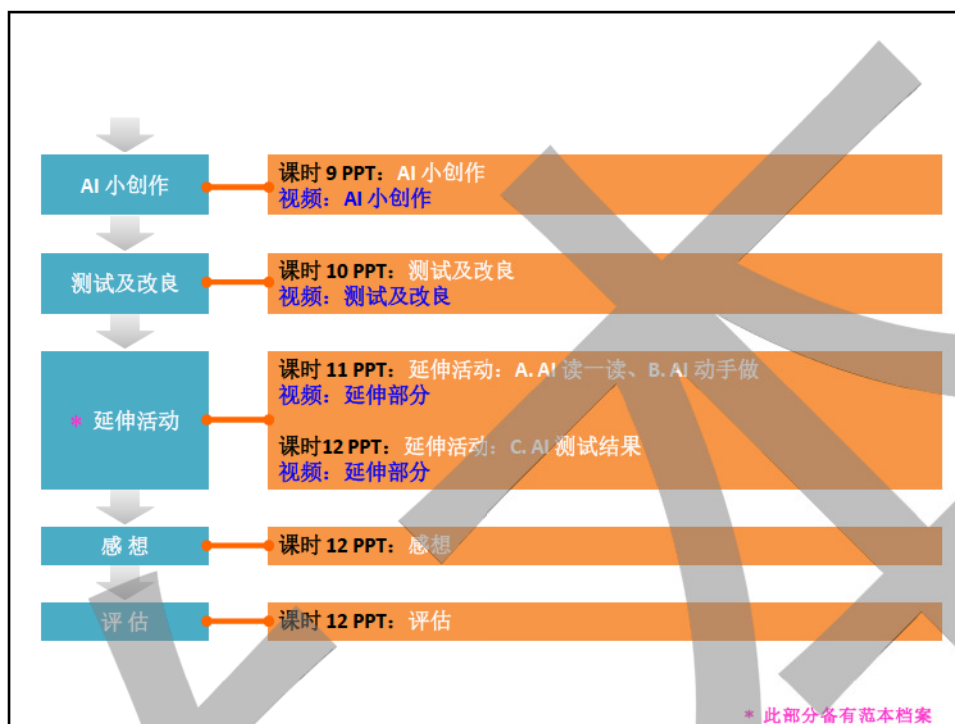 AI 小创作
课时 9 PPT：AI 小创作
视频：AI 小创作
测试及改良
课时 10 PPT：测试及改良
视频：测试及改良
* 延伸活动
课时 11 PPT：延伸活动：A. AI 读一读、B. AI 动手做
视频：延伸部分
课时12 PPT：延伸活动：C. AI 测试结果
视频：延伸部分
感 想
课时 12 PPT：感想
评 估
课时 12 PPT：评估
* 此部分备有范本档案